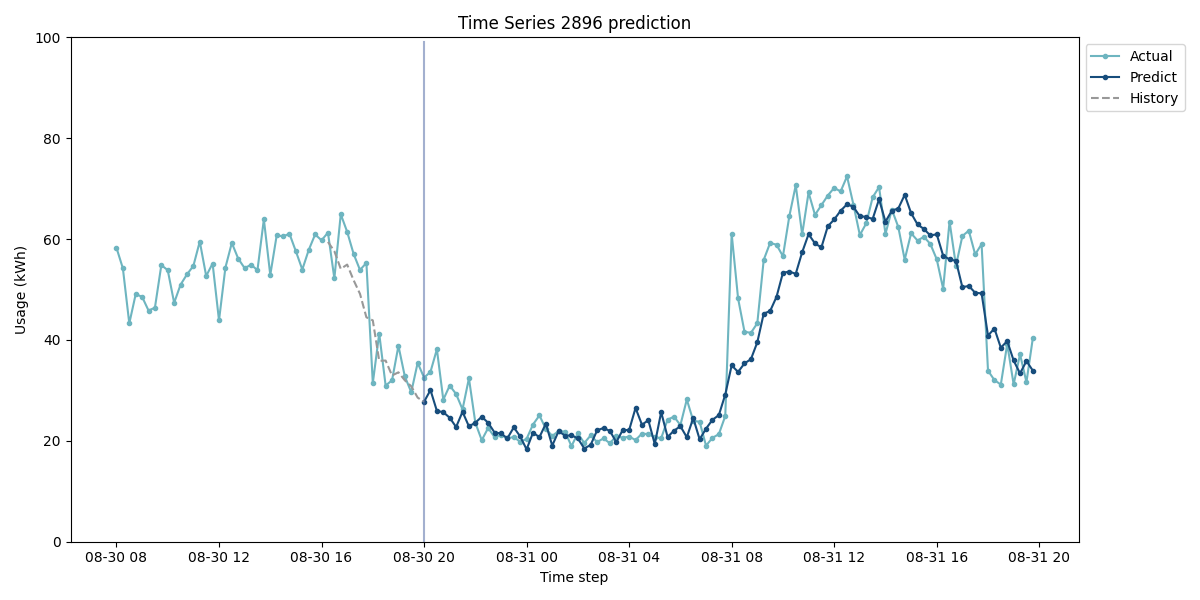 Time Series 2896 prediction
Usage (kWh)
100
80
60
40
20
0
08-30 08
08-30 12
08-30 16
08-30 20
08-31 00
08-31 04
08-31 08
08-31 12
08-31 16
08-31 20
Time step
Actual
Predict
History